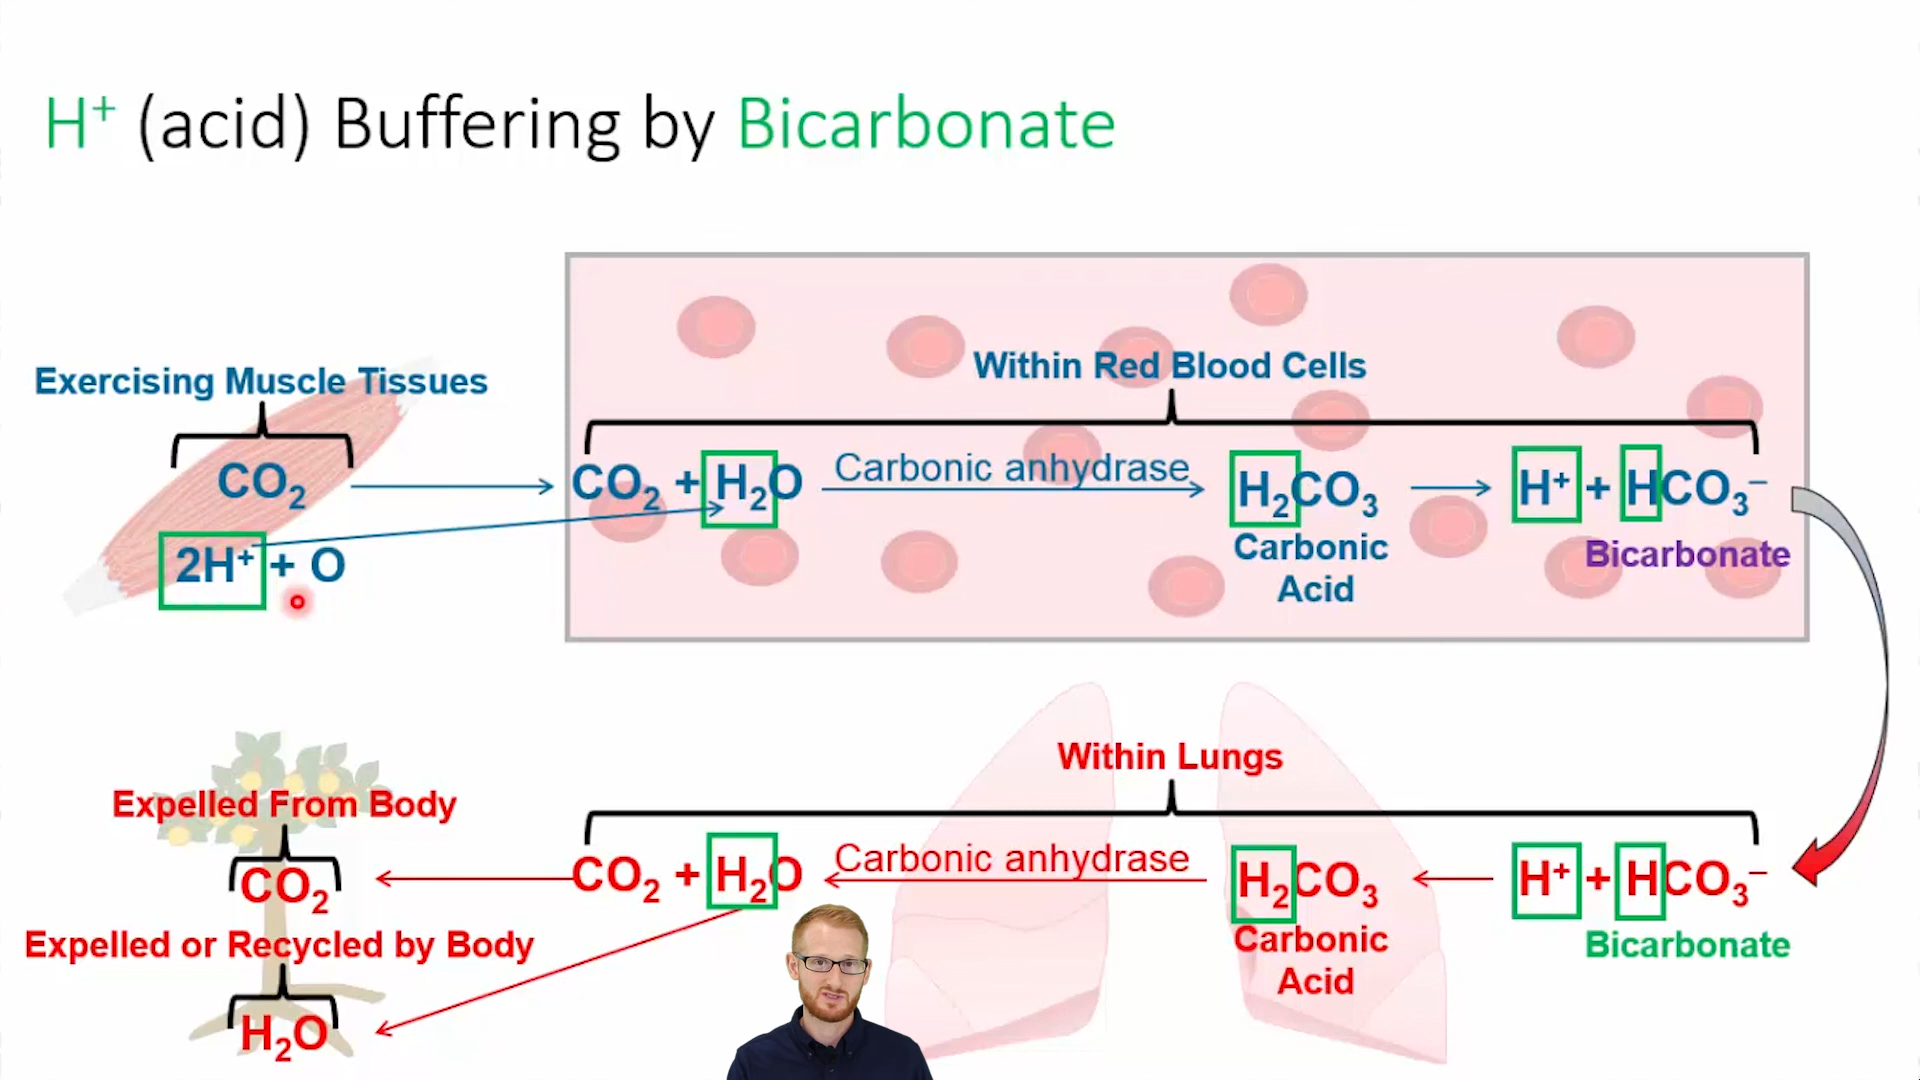 H⁺ (acid) Buffering by Bicarbonate
Exercising Muscle Tissues
Within Red Blood Cells
CO₂
CO₂ + H₂O
Carbonic anhydrase
H₂CO₃
H⁺ + HCO₃⁻
2H⁺ + O
Carbonic
Acid
Bicarbonate
Within Lungs
Expelled From Body
CO₂
CO₂ + H₂O
Carbonic anhydrase
H₂CO₃
H⁺ + HCO₃⁻
Expelled or Recycled by Body
Carbonic
Acid
Bicarbonate
H₂O